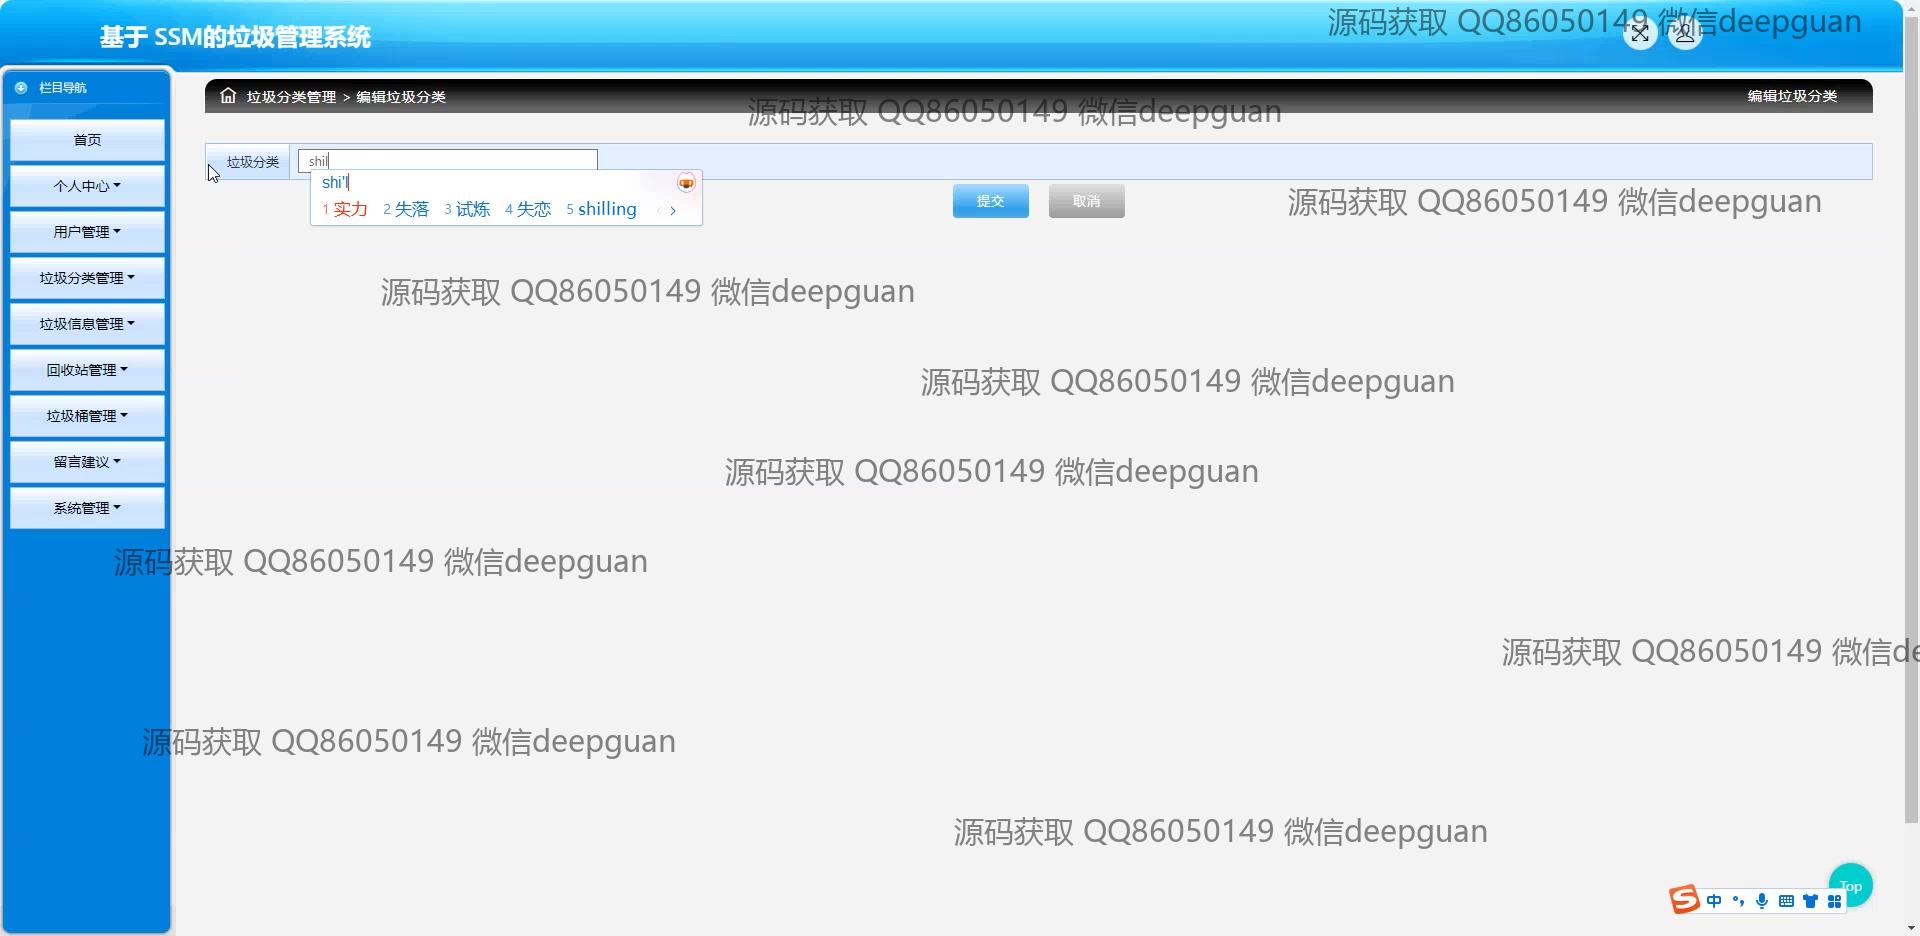 基于 SSM的垃圾管理系统
源码获取 QQ86050149 微信deepguan
栏目导航
首页
个人中心
用户管理
垃圾分类管理
垃圾信息管理
回收站管理
垃圾桶管理
留言建议
系统管理
垃圾分类管理 > 编辑垃圾分类
编辑垃圾分类
源码获取 QQ86050149 微信deepguan
垃圾分类
shil
shi'l
1 实力 2 失落 3 试炼 4 失恋 5 shilling
提交
取消
源码获取 QQ86050149 微信deepguan
源码获取 QQ86050149 微信deepguan
源码获取 QQ86050149 微信deepguan
源码获取 QQ86050149 微信deepguan
源码获取 QQ86050149 微信deepguan
源码获取 QQ86050149 微信de
源码获取 QQ86050149 微信deepguan
源码获取 QQ86050149 微信deepguan
Top
中